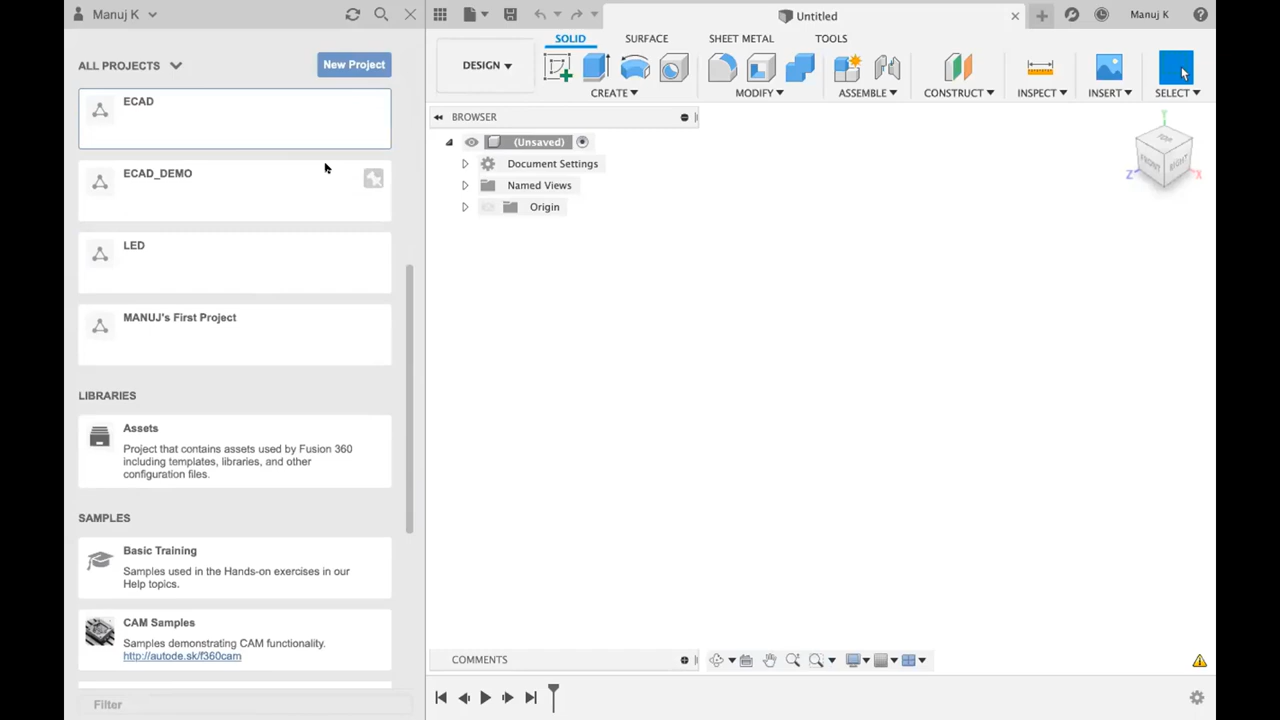 Manuj K
Untitled
Manuj K
ALL PROJECTS
New Project
ECAD
ECAD_DEMO
LED
MANUJ's First Project
LIBRARIES
Assets
Project that contains assets used by Fusion 360
including templates, libraries, and other
configuration files.
SAMPLES
Basic Training
Samples used in the Hands-on exercises in our
Help topics.
CAM Samples
Samples demonstrating CAM functionality.
http://autode.sk/f360cam
Filter
SOLID
SURFACE
SHEET METAL
TOOLS
DESIGN
CREATE
MODIFY
ASSEMBLE
CONSTRUCT
INSPECT
INSERT
SELECT
BROWSER
(Unsaved)
Document Settings
Named Views
Origin
Y
TOP
FRONT
RIGHT
Z
X
COMMENTS